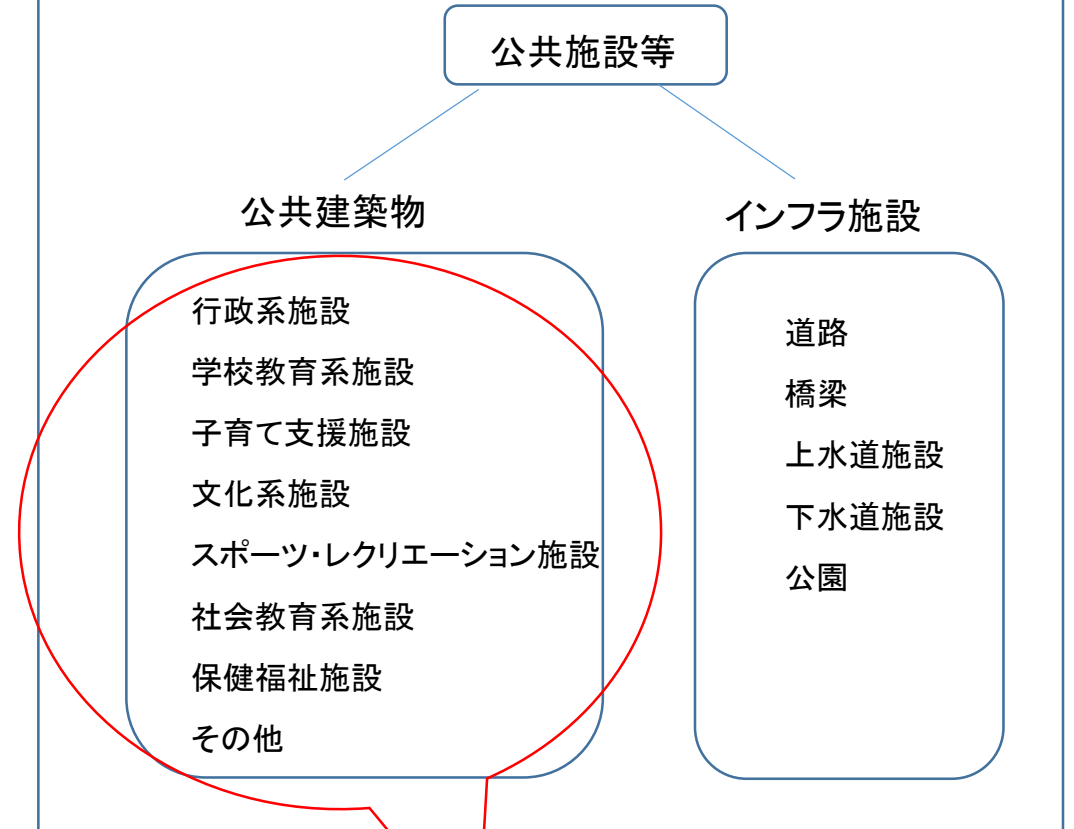 公共施設等
公共建築物
行政系施設
学校教育系施設
子育て支援施設
文化系施設
スポーツ・レクリエーション施設
社会教育系施設
保健福祉施設
その他
インフラ施設
道路
橋梁
上水道施設
下水道施設
公園